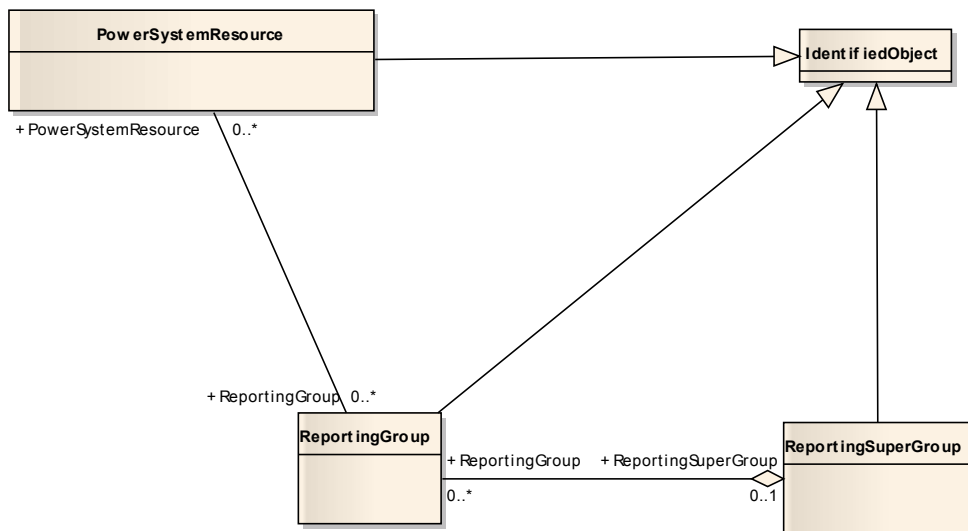 PowerSystemResource
IdentifiedObject
+ PowerSystemResource 0..*
+ ReportingGroup 0..*
ReportingGroup
ReportingSuperGroup
+ ReportingGroup + ReportingSuperGroup
0..* 0..1